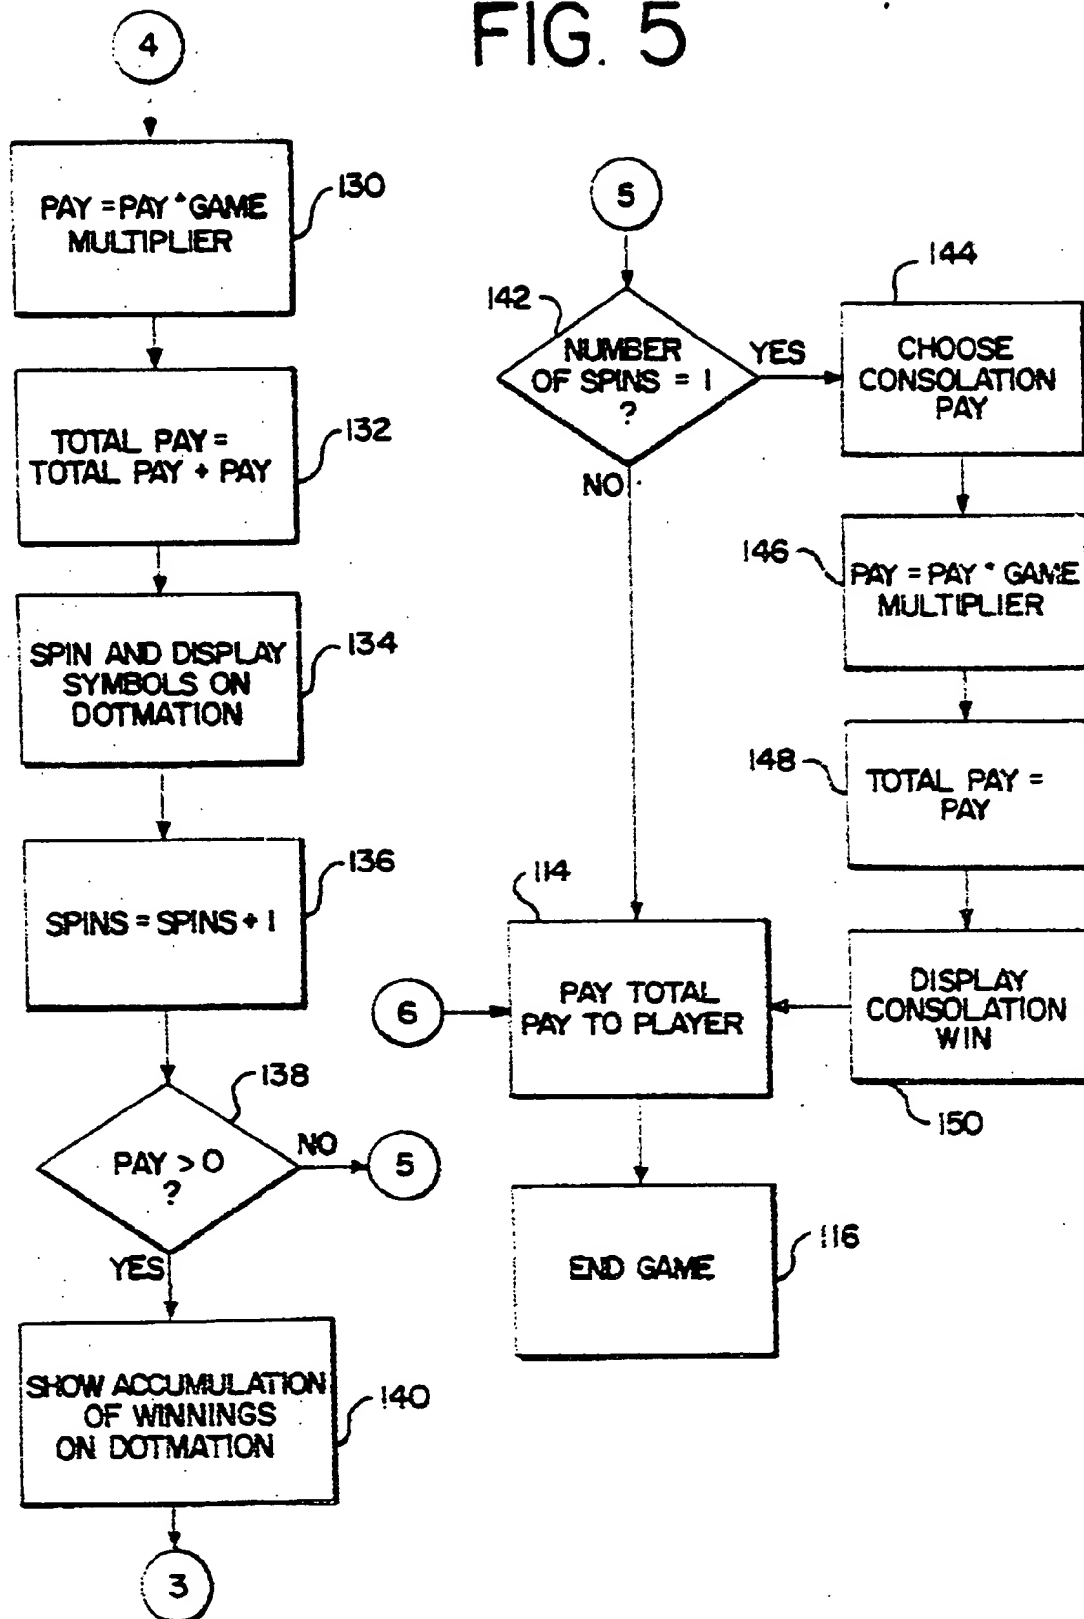 FIG. 5
4
PAY = PAY * GAME
MULTIPLIER
130
TOTAL PAY =
TOTAL PAY + PAY
132
SPIN AND DISPLAY
SYMBOLS ON
DOTMATION
134
SPINS = SPINS + 1
136
PAY > 0
?
138
NO
5
YES
SHOW ACCUMULATION
OF WINNINGS
ON DOTMATION
140
3
5
142
NUMBER
OF SPINS = 1
?
YES
NO
144
CHOOSE
CONSOLATION
PAY
146
PAY = PAY * GAME
MULTIPLIER
148
TOTAL PAY =
PAY
DISPLAY
CONSOLATION
WIN
150
114
6
PAY TOTAL
PAY TO PLAYER
END GAME
116